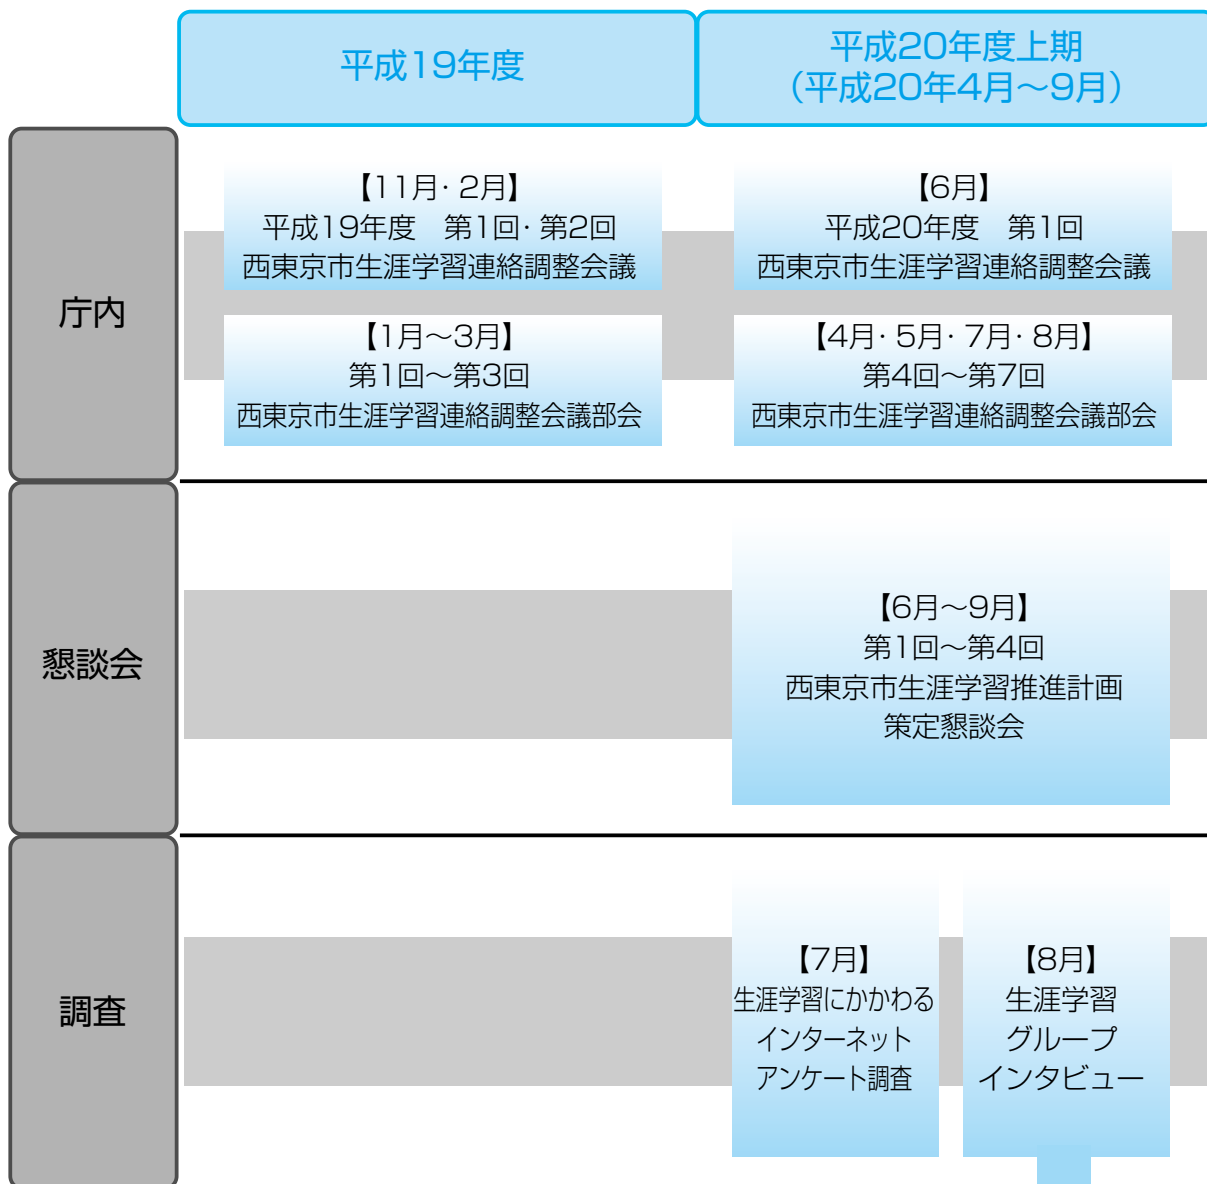 平成19年度
平成20年度上期
（平成20年4月～9月）
庁内
【11月・2月】
平成19年度　第1回・第2回
西東京市生涯学習連絡調整会議
【6月】
平成20年度　第1回
西東京市生涯学習連絡調整会議
【1月～3月】
第1回～第3回
西東京市生涯学習連絡調整会議部会
【4月・5月・7月・8月】
第4回～第7回
西東京市生涯学習連絡調整会議部会
懇談会
【6月～9月】
第1回～第4回
西東京市生涯学習推進計画
策定懇談会
調査
【7月】
生涯学習にかかわる
インターネット
アンケート調査
【8月】
生涯学習
グループ
インタビュー